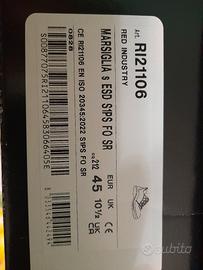 Art. RI21106
RED INDUSTRY
MARSIGLIA s ESD S1PS FO SR
EUR UK
45 10½
CE RI21106 EN ISO 20345:2022 S1PS FO SR
0828
subito